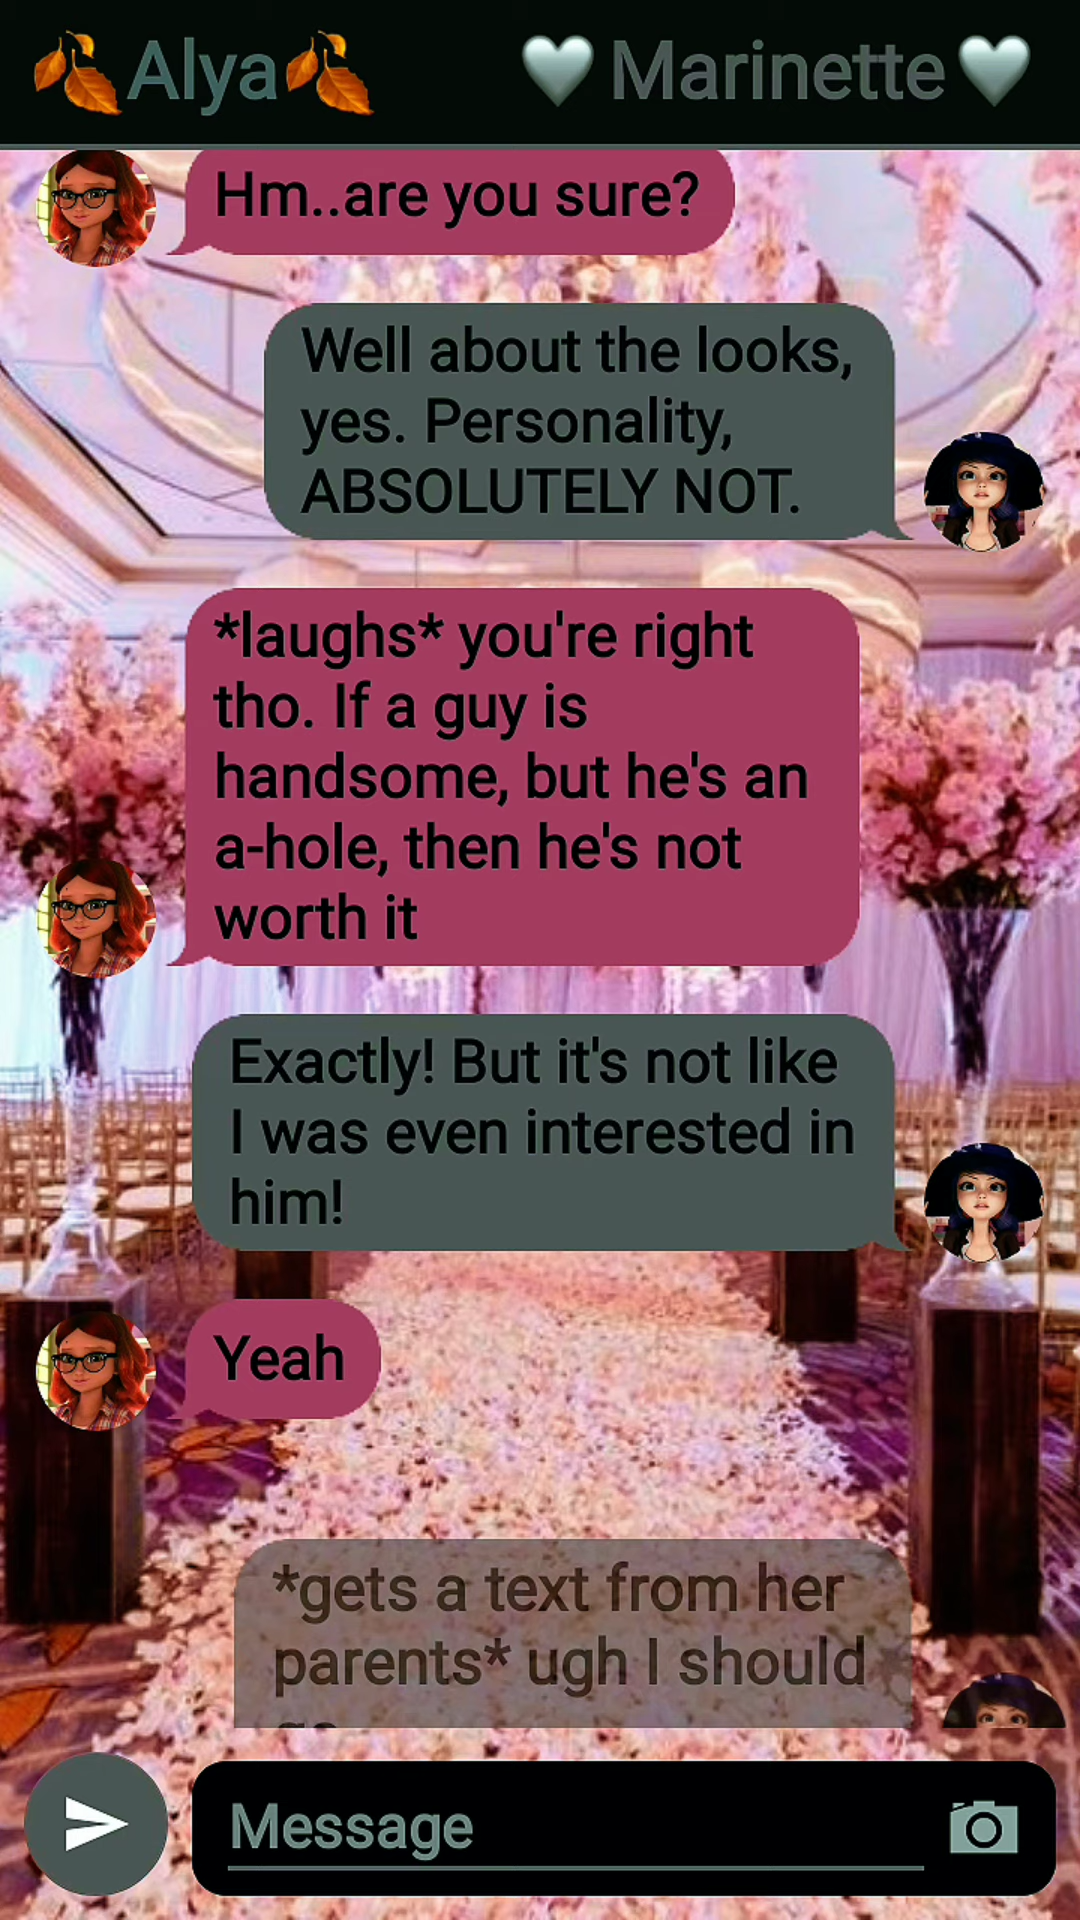 🍂Alya🍂 🤍Marinette🤍
Hm..are you sure?
Well about the looks,
yes. Personality,
ABSOLUTELY NOT.
*laughs* you're right
tho. If a guy is
handsome, but he's an
a-hole, then he's not
worth it
Exactly! But it's not like
I was even interested in
him!
Yeah
*gets a text from her
parents* ugh I should
Message